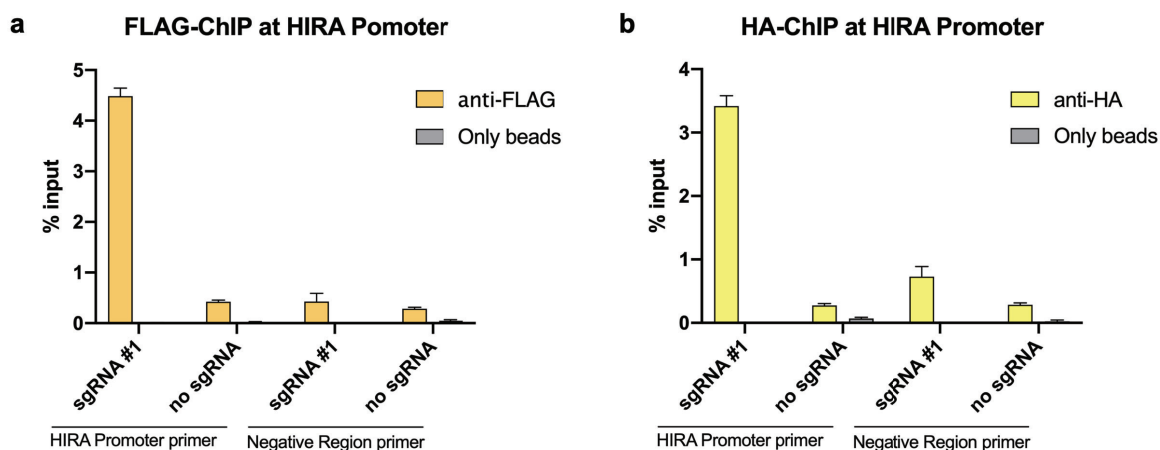 a
FLAG-ChIP at HIRA Pomoter
% input
5
4
3
2
1
0
anti-FLAG
Only beads
sgRNA #1
no sgRNA
sgRNA #1
no sgRNA
HIRA Promoter primer
Negative Region primer
b
HA-ChIP at HIRA Promoter
% input
4
3
2
1
0
anti-HA
Only beads
sgRNA #1
no sgRNA
sgRNA #1
no sgRNA
HIRA Promoter primer
Negative Region primer